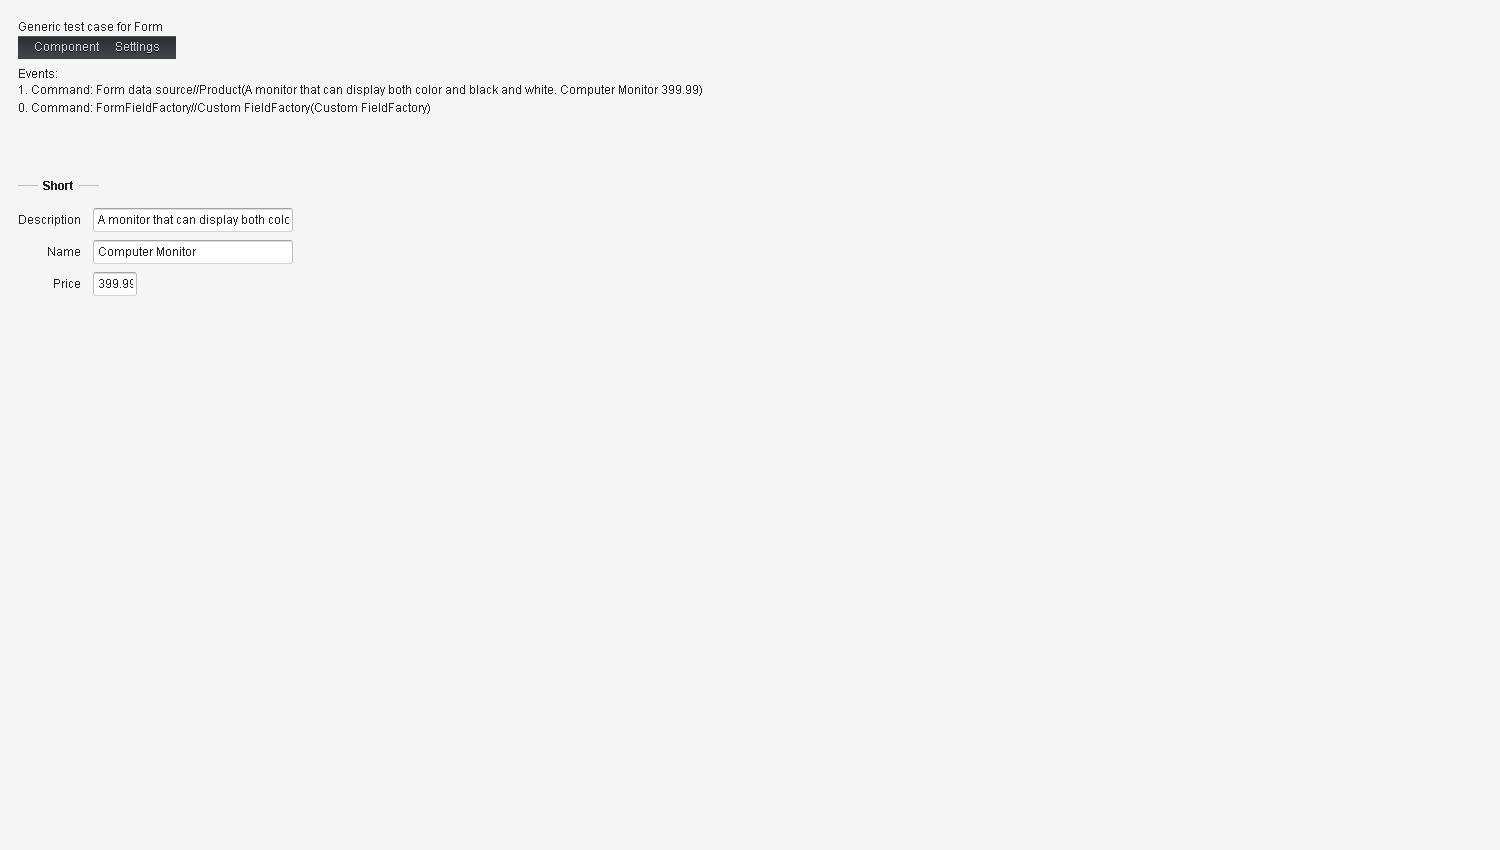 Generic test case for Form
Component Settings
Events:
1. Command: Form data source//Product(A monitor that can display both color and black and white. Computer Monitor 399.99)
0. Command: FormFieldFactory//Custom FieldFactory(Custom FieldFactory)
Short
Description A monitor that can display both colo
Name Computer Monitor
Price 399.99